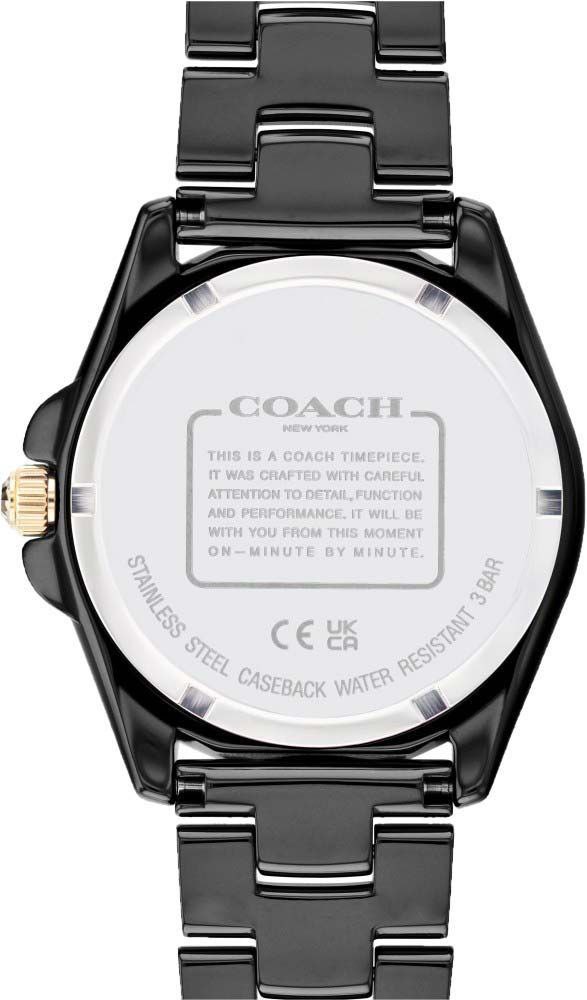 COACH
NEW YORK
THIS IS A COACH TIMEPIECE.
IT WAS CRAFTED WITH CAREFUL
ATTENTION TO DETAIL, FUNCTION
AND PERFORMANCE. IT WILL BE
WITH YOU FROM THIS MOMENT
ON—MINUTE BY MINUTE.
CE UK
CA
STAINLESS STEEL CASEBACK WATER RESISTANT 3 BAR